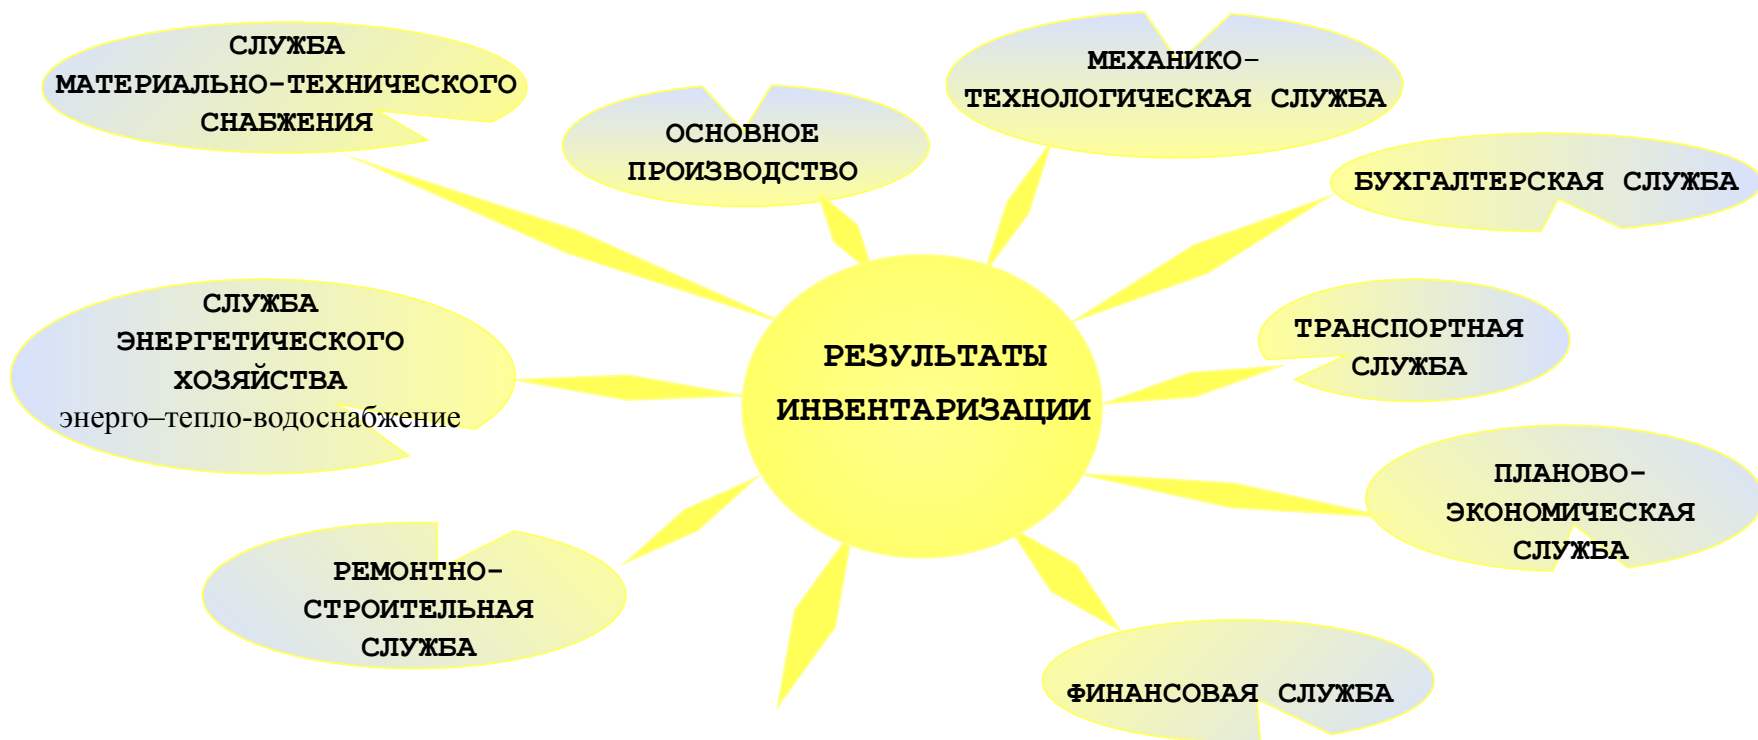 СЛУЖБА
МАТЕРИАЛЬНО-ТЕХНИЧЕСКОГО
СНАБЖЕНИЯ
ОСНОВНОЕ
ПРОИЗВОДСТВО
МЕХАНИКО-
ТЕХНОЛОГИЧЕСКАЯ СЛУЖБА
БУХГАЛТЕРСКАЯ СЛУЖБА
СЛУЖБА
ЭНЕРГЕТИЧЕСКОГО
ХОЗЯЙСТВА
энерго–тепло-водоснабжение
РЕЗУЛЬТАТЫ
ИНВЕНТАРИЗАЦИИ
ТРАНСПОРТНАЯ
СЛУЖБА
ПЛАНОВО-
ЭКОНОМИЧЕСКАЯ
СЛУЖБА
РЕМОНТНО-
СТРОИТЕЛЬНАЯ
СЛУЖБА
ФИНАНСОВАЯ СЛУЖБА